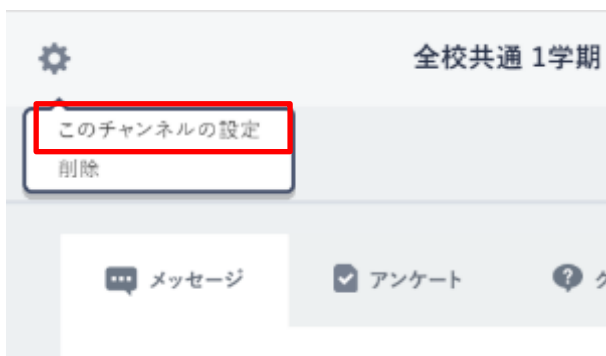 全校共通 1学期
このチャンネルの設定
削除
メッセージ
アンケート